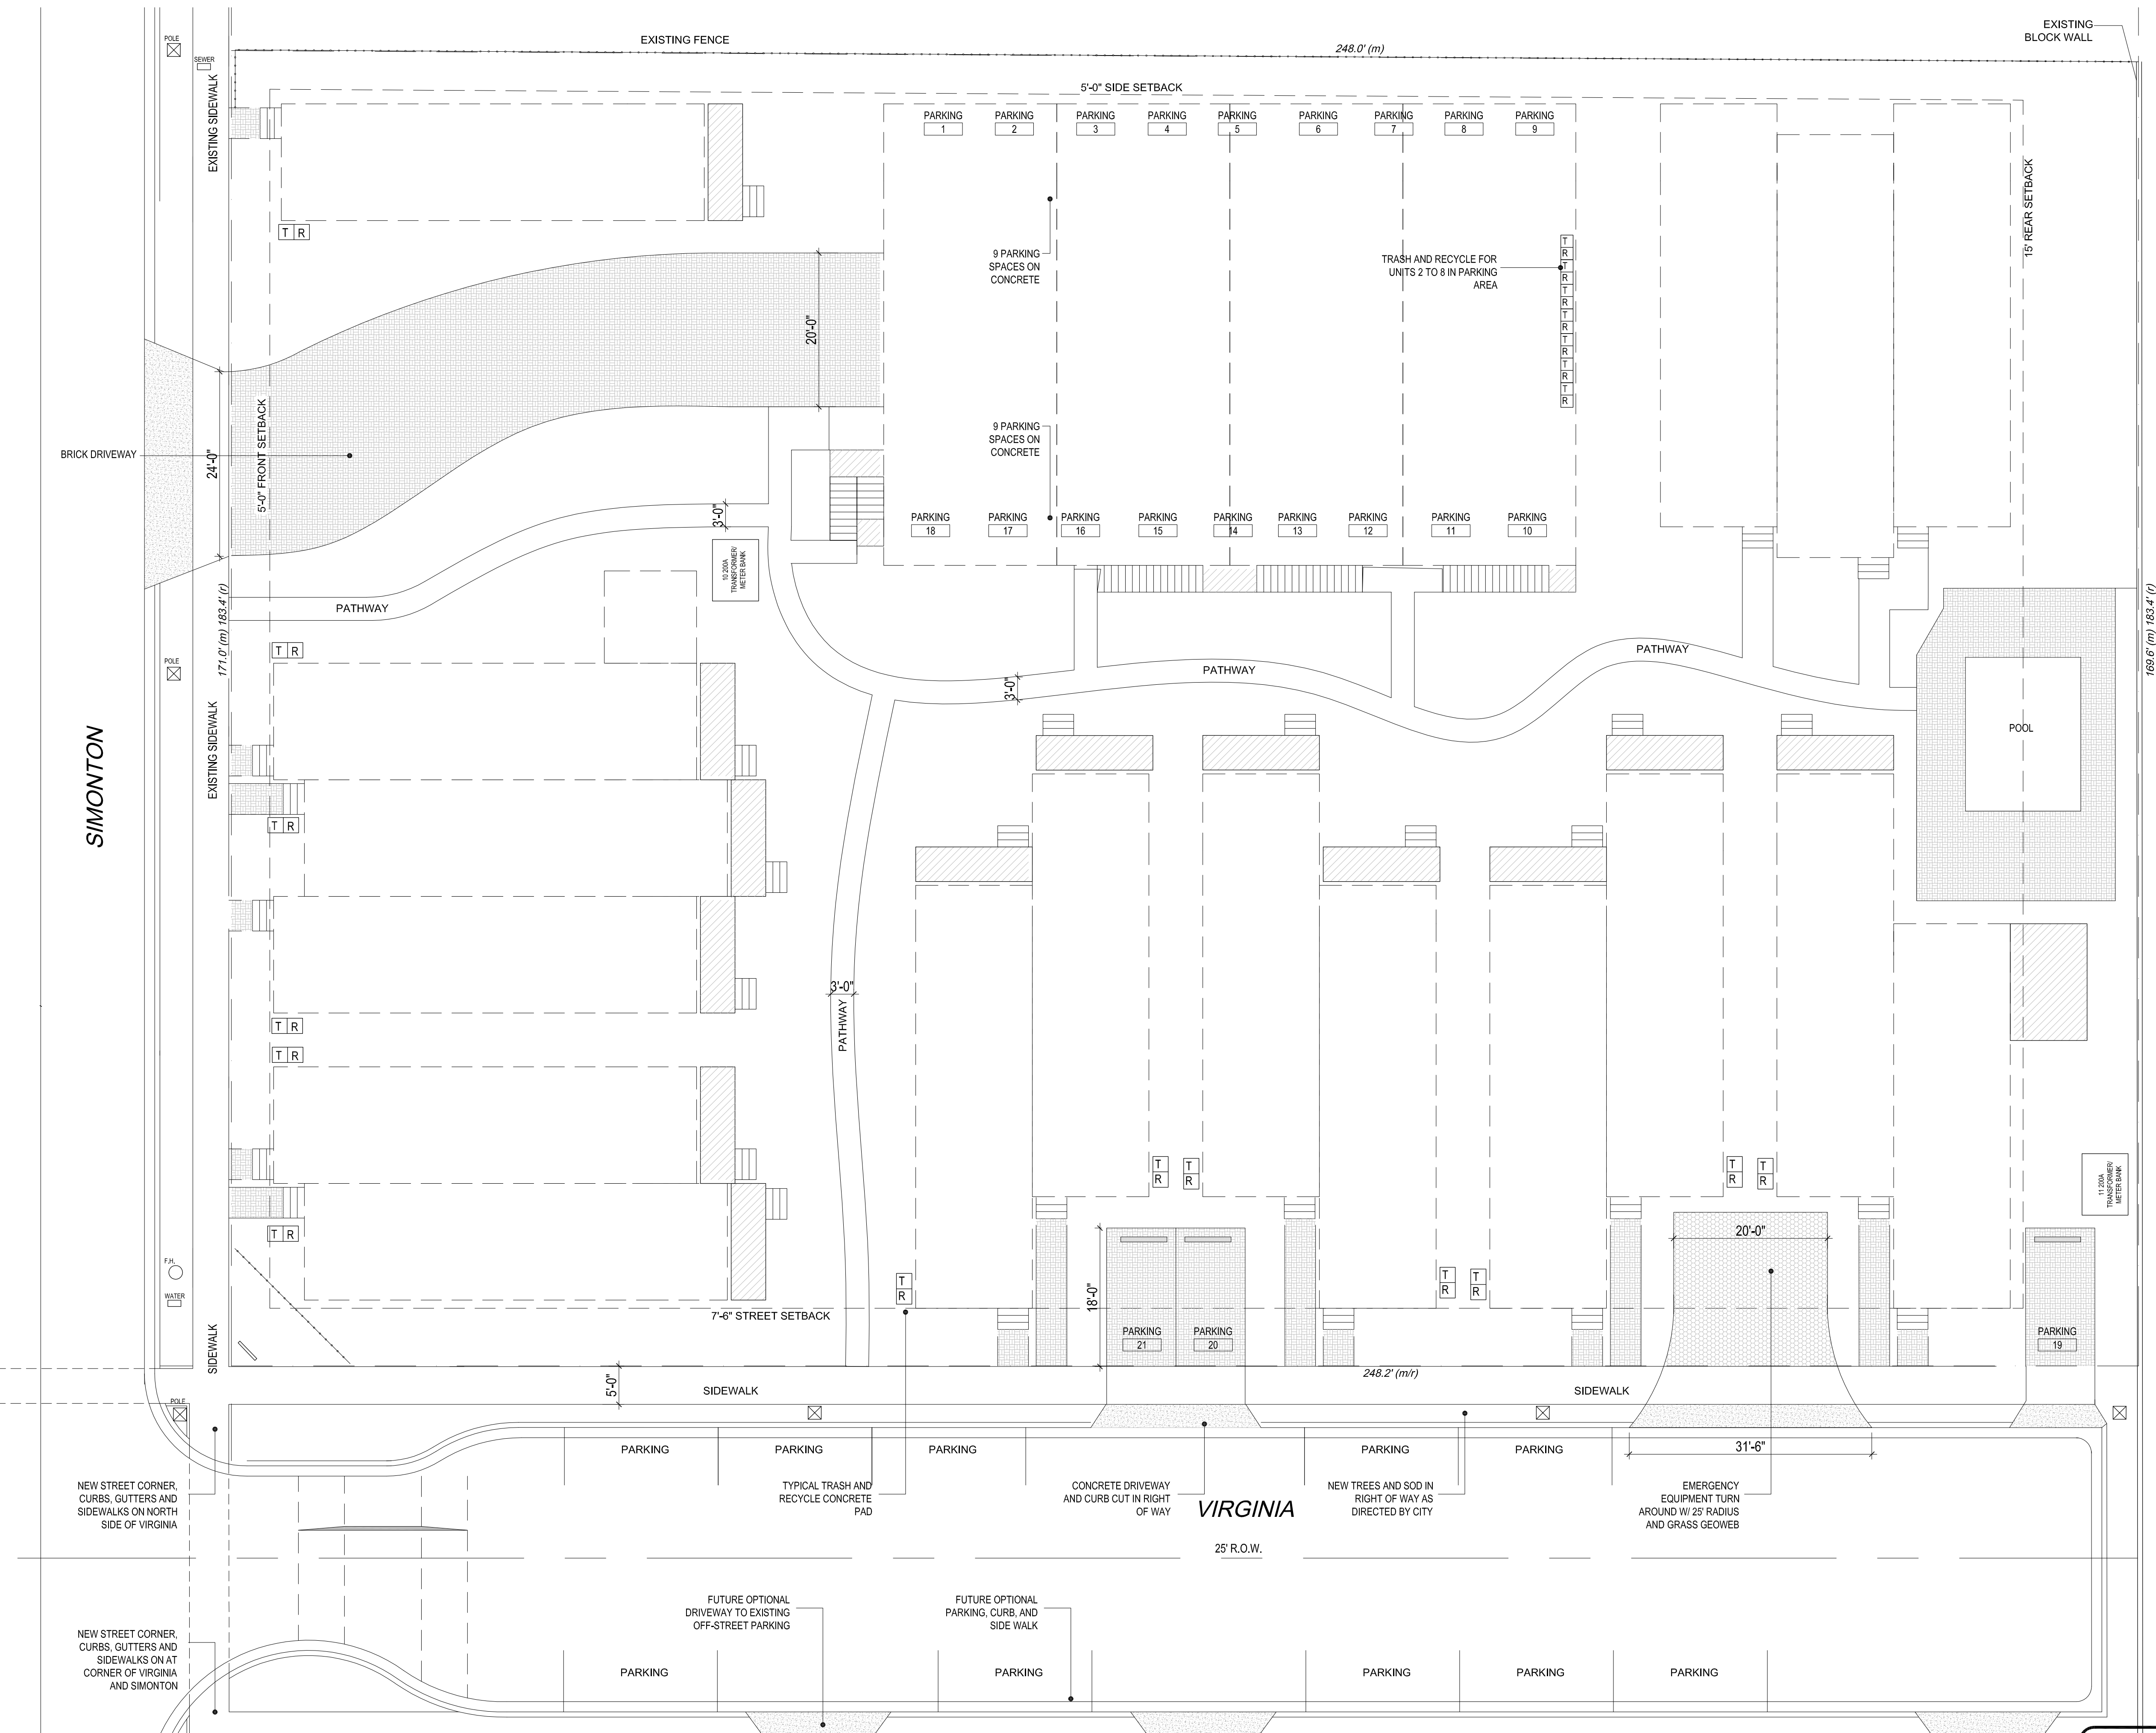 EXISTING
BLOCK WALL
POLE
EXISTING FENCE
248.0' (m)
SEWER
EXISTING SIDEWALK
5'-0" SIDE SETBACK
PARKING
1
PARKING
2
PARKING
3
PARKING
4
PARKING
5
PARKING
6
PARKING
7
PARKING
8
PARKING
9
15' REAR SETBACK
T R
9 PARKING
SPACES ON
CONCRETE
TRASH AND RECYCLE FOR
UNITS 2 TO 8 IN PARKING
AREA
T
R
T
R
T
R
T
R
T
R
T
R
T
R
20'-0"
BRICK DRIVEWAY
24'-0"
5'-0" FRONT SETBACK
9 PARKING
SPACES ON
CONCRETE
3'-0"
PARKING
18
PARKING
17
PARKING
16
PARKING
15
PARKING
14
PARKING
13
PARKING
12
PARKING
11
PARKING
10
10 200A
TRANSFORMER/
METER BANK
171.0' (m) 183.4' (r)
169.6' (m) 183.4' (r)
PATHWAY
T R
POLE
PATHWAY
PATHWAY
3'-0"
SIMONTON
EXISTING SIDEWALK
POOL
T R
3'-0"
PATHWAY
T R
T R
T
R
T
R
T
R
T
R
11 200A
TRANSFORMER/
METER BANK
T R
20'-0"
F.H.
WATER
T
R
18'-0"
T
R
T
R
7'-6" STREET SETBACK
SIDEWALK
PARKING
21
PARKING
20
PARKING
19
248.2' (m/r)
5'-0"
SIDEWALK
SIDEWALK
POLE
PARKING
PARKING
PARKING
PARKING
PARKING
31'-6"
NEW STREET CORNER,
CURBS, GUTTERS AND
SIDEWALKS ON NORTH
SIDE OF VIRGINIA
TYPICAL TRASH AND
RECYCLE CONCRETE
PAD
CONCRETE DRIVEWAY
AND CURB CUT IN RIGHT
OF WAY
VIRGINIA
NEW TREES AND SOD IN
RIGHT OF WAY AS
DIRECTED BY CITY
EMERGENCY
EQUIPMENT TURN
AROUND W/ 25' RADIUS
AND GRASS GEOWEB
25' R.O.W.
FUTURE OPTIONAL
DRIVEWAY TO EXISTING
OFF-STREET PARKING
FUTURE OPTIONAL
PARKING, CURB, AND
SIDE WALK
NEW STREET CORNER,
CURBS, GUTTERS AND
SIDEWALKS ON AT
CORNER OF VIRGINIA
AND SIMONTON
PARKING
PARKING
PARKING
PARKING
PARKING